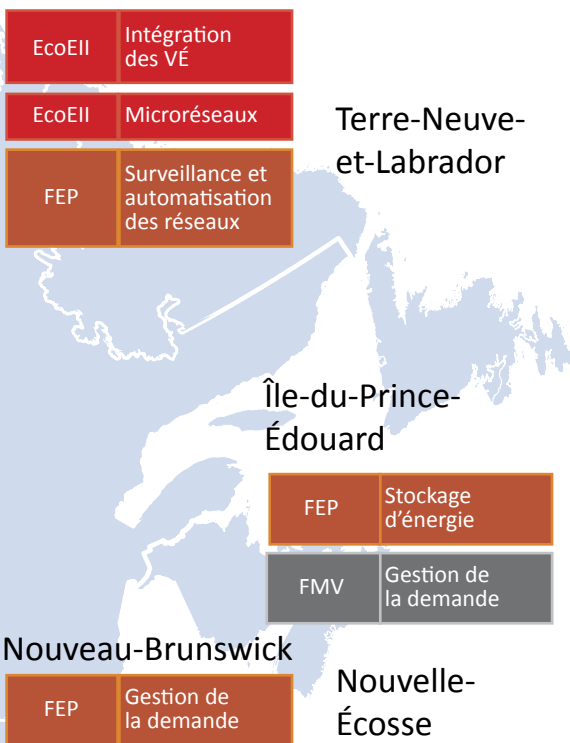 EcoEII
Intégration
des VÉ
EcoEII
Microréseaux
FEP
Surveillance et
automatisation
des réseaux
Terre-Neuve-
et-Labrador
Île-du-Prince-
Édouard
FEP
Stockage
d’énergie
FMV
Gestion de
la demande
Nouveau-Brunswick
FEP
Gestion de
la demande
Nouvelle-
Écosse